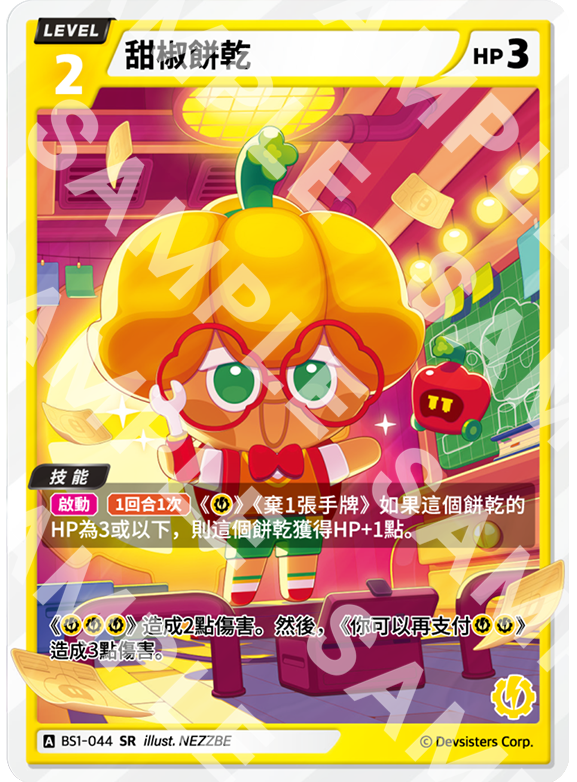 LEVEL
2
甜椒餅乾
HP 3
技能
啟動 1回合1次 《》《棄1張手牌》如果這個餅乾的
HP為3或以下，則這個餅乾獲得HP+1點。
《》造成2點傷害。然後，《你可以再支付》
造成3點傷害。
A BS1-044 SR illust. NEZZBE
© Devsisters Corp.
SAMPLE
SAMPLE
SAMPLE
SAMPLE